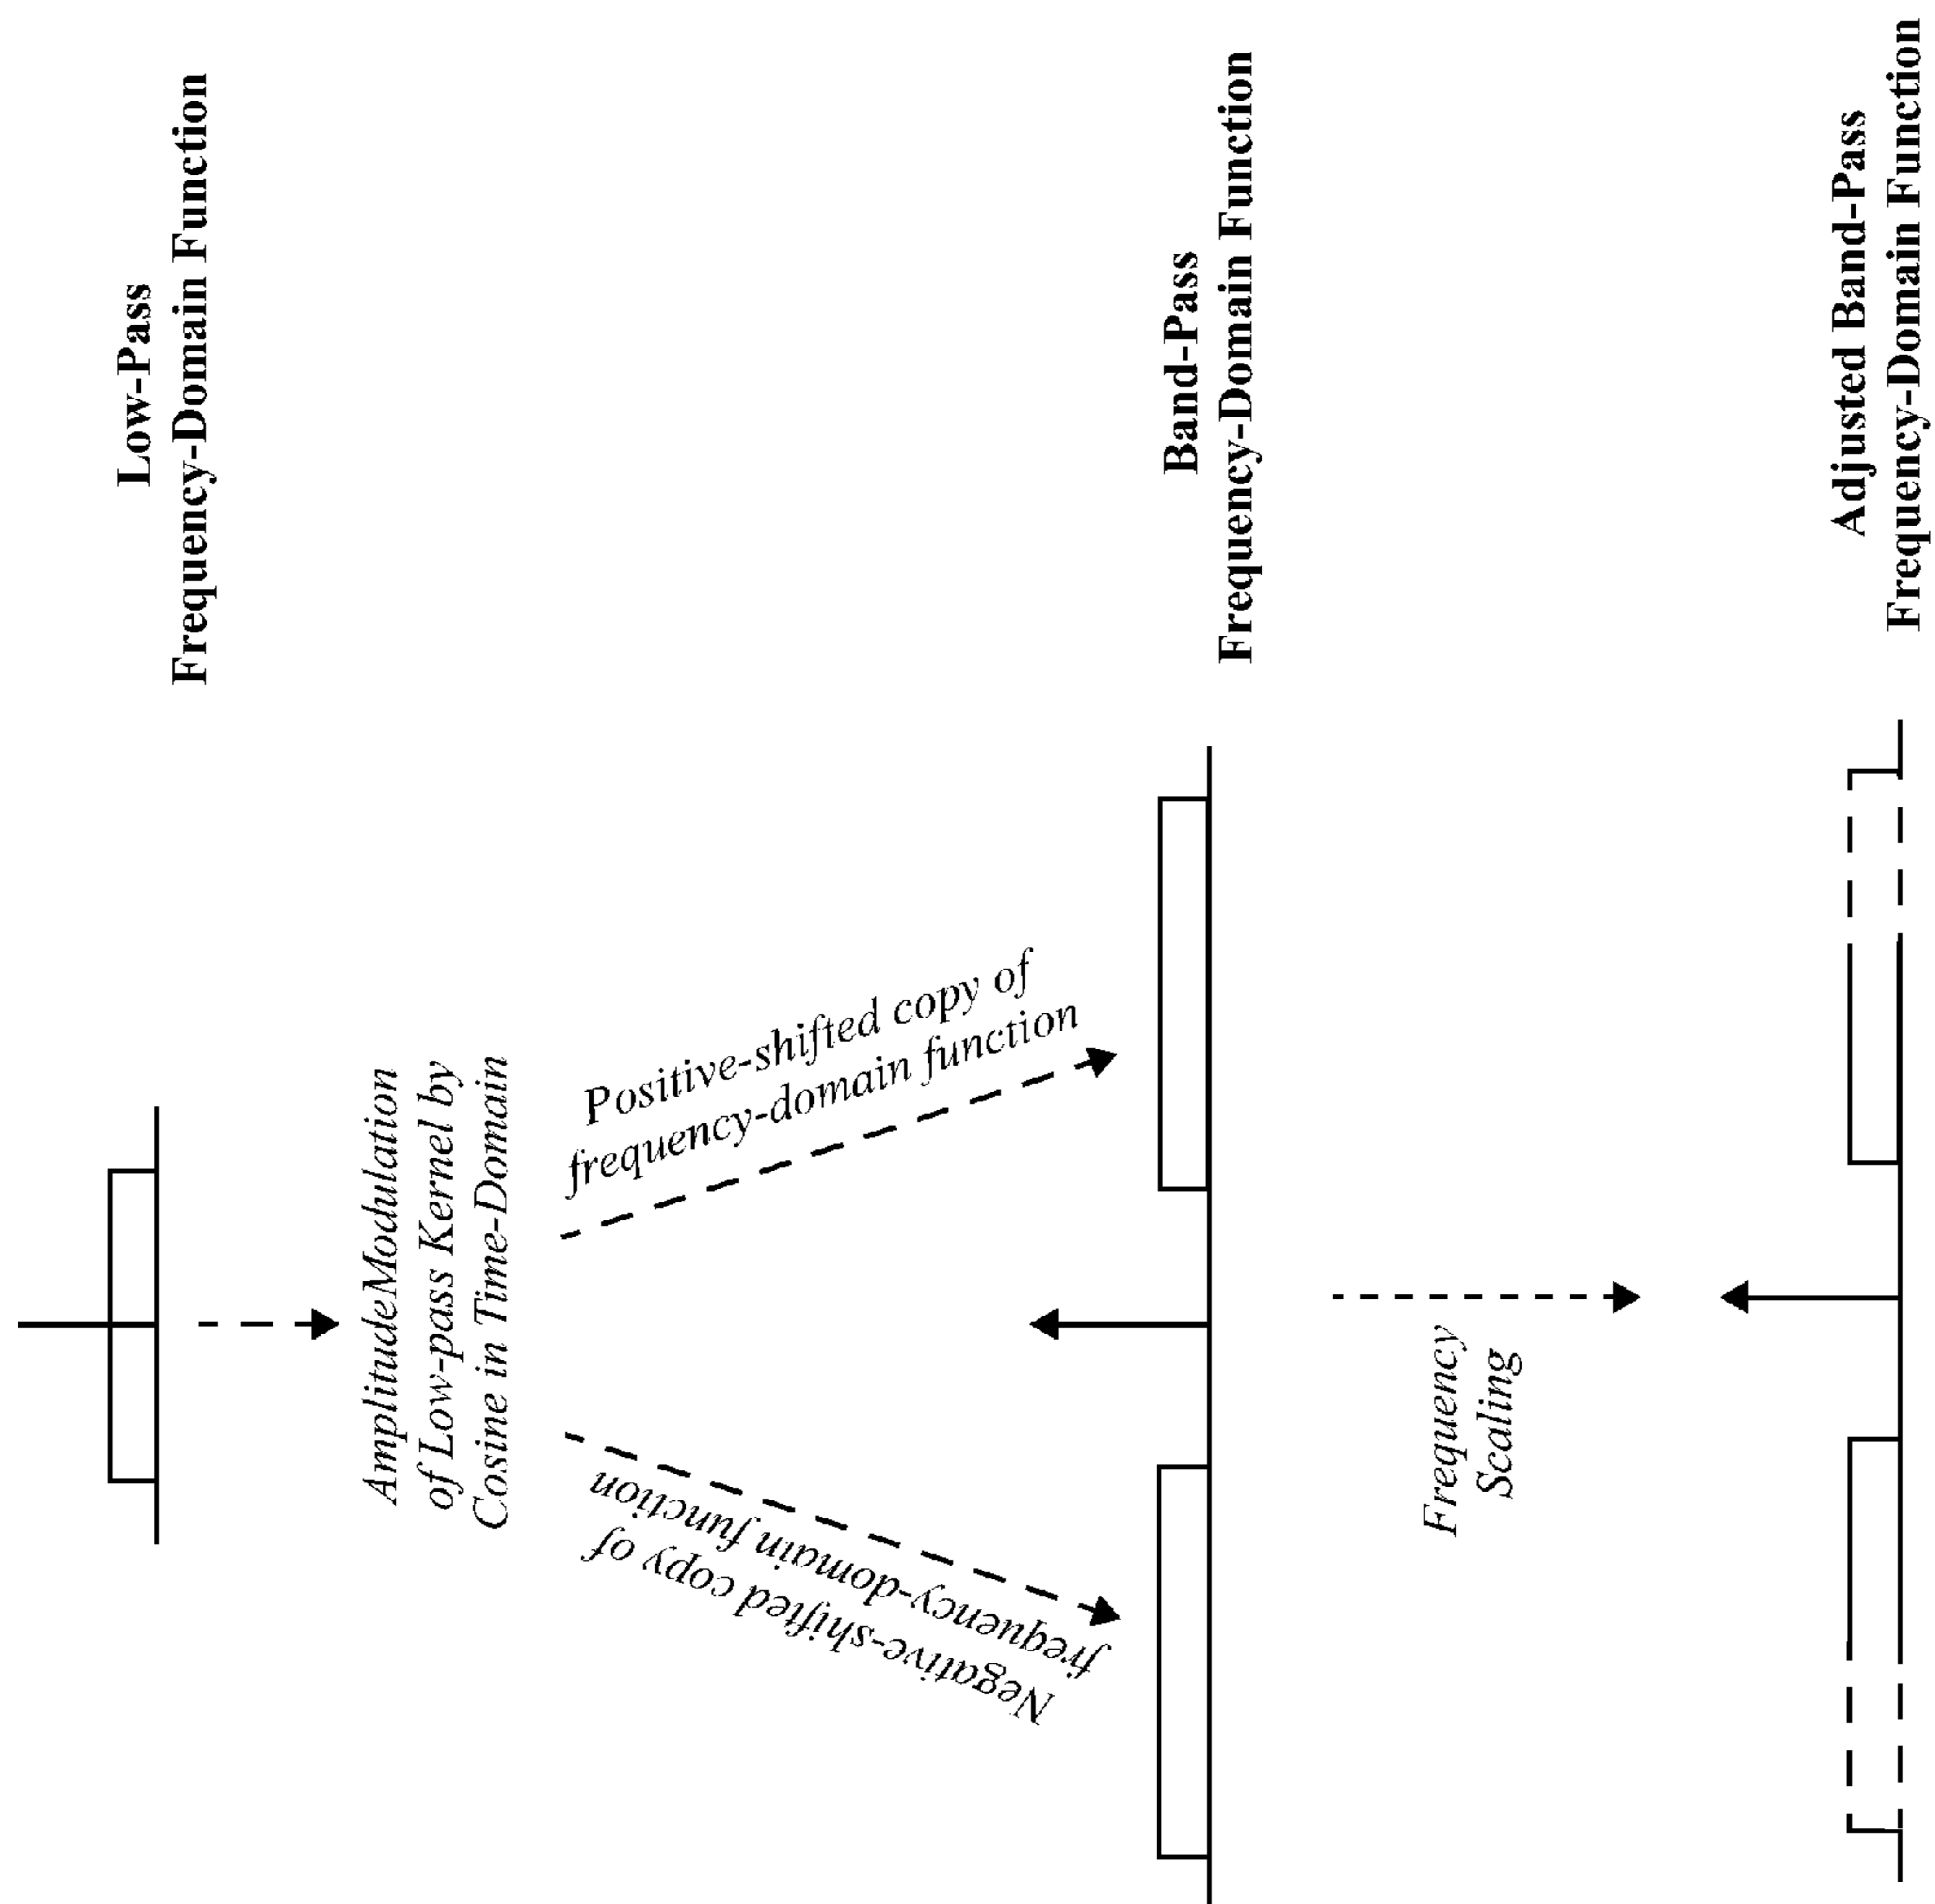 Low-Pass
Frequency-Domain Function
AmplitudeModulation
of Low-pass Kernel by
Cosine in Time-Domain
Negative-shifted copy of
frequency-domain function
Positive-shifted copy of
frequency-domain function
Band-Pass
Frequency-Domain Function
Frequency
Scaling
Adjusted Band-Pass
Frequency-Domain Function